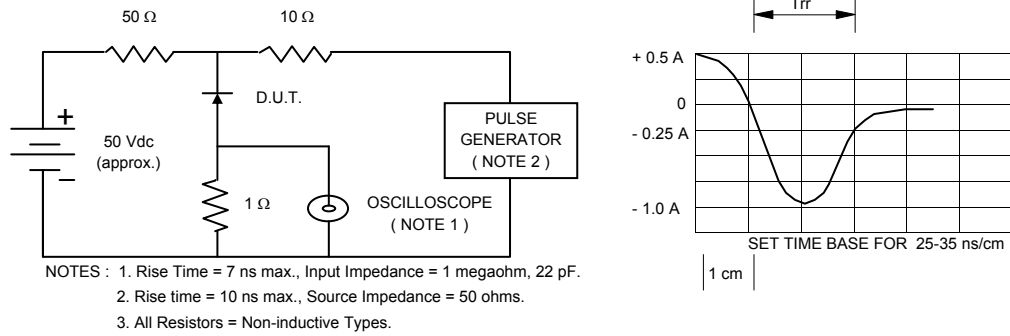 50 Ω
10 Ω
D.U.T.
+
50 Vdc
(approx.)
−
1 Ω
OSCILLOSCOPE
( NOTE 1 )
PULSE
GENERATOR
( NOTE 2 )
NOTES : 1. Rise Time = 7 ns max., Input Impedance = 1 megaohm, 22 pF.
2. Rise time = 10 ns max., Source Impedance = 50 ohms.
3. All Resistors = Non-inductive Types.
Trr
+ 0.5 A
0
- 0.25 A
- 1.0 A
SET TIME BASE FOR 25-35 ns/cm
1 cm